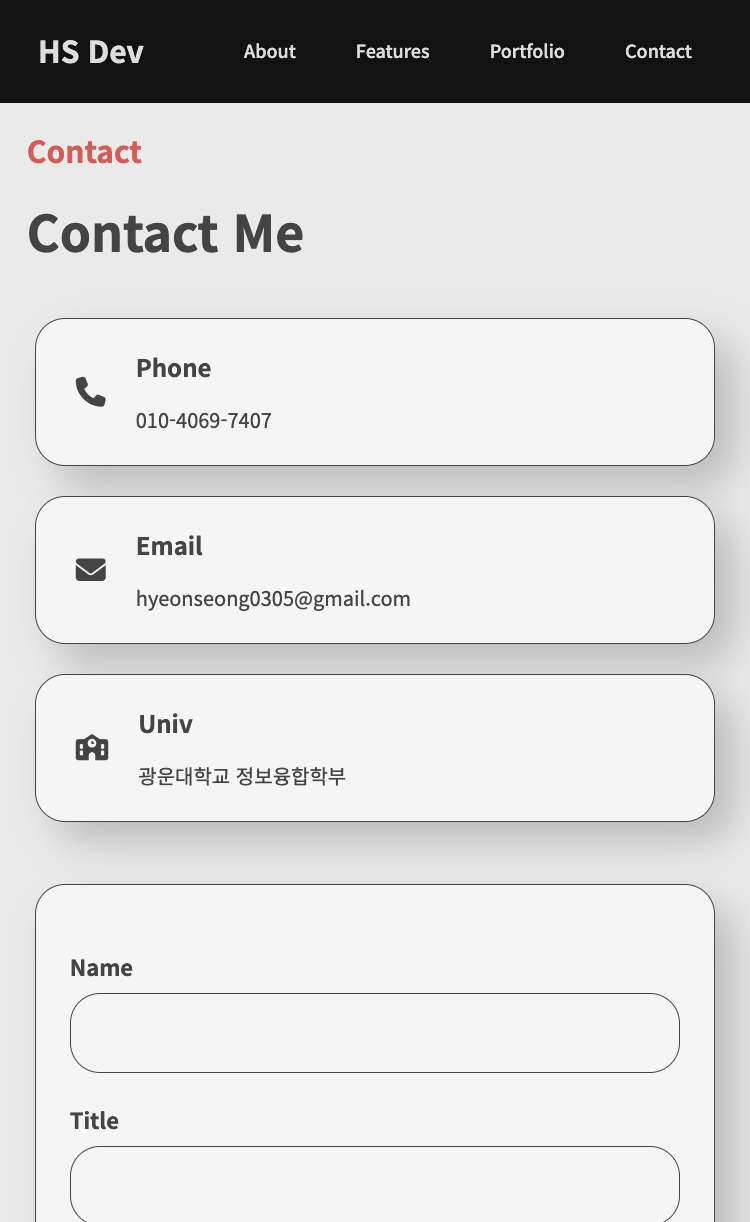 HS Dev About Features Portfolio Contact
Contact
Contact Me
Phone
010-4069-7407
Email
hyeonseong0305@gmail.com
Univ
광운대학교 정보융합학부
Name
Title